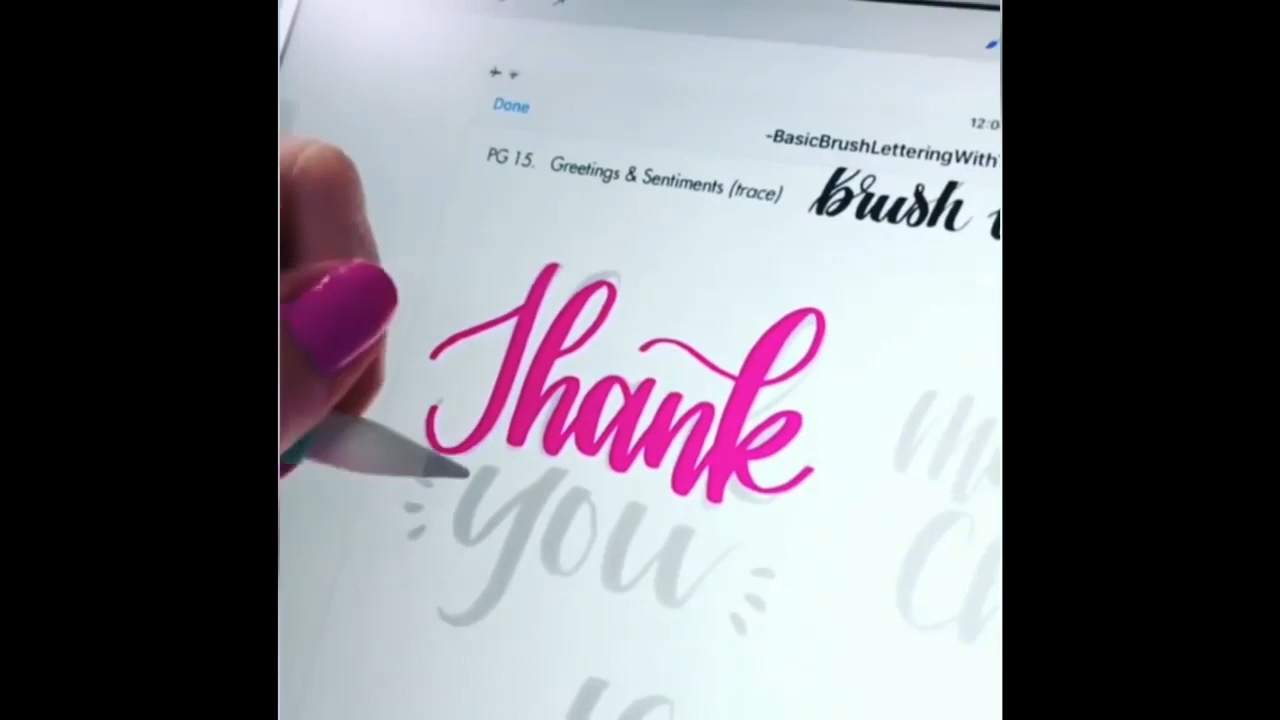 Done
12:0
-BasicBrushLetteringWith
PG 15. Greetings & Sentiments (trace)
brush
Thank
you